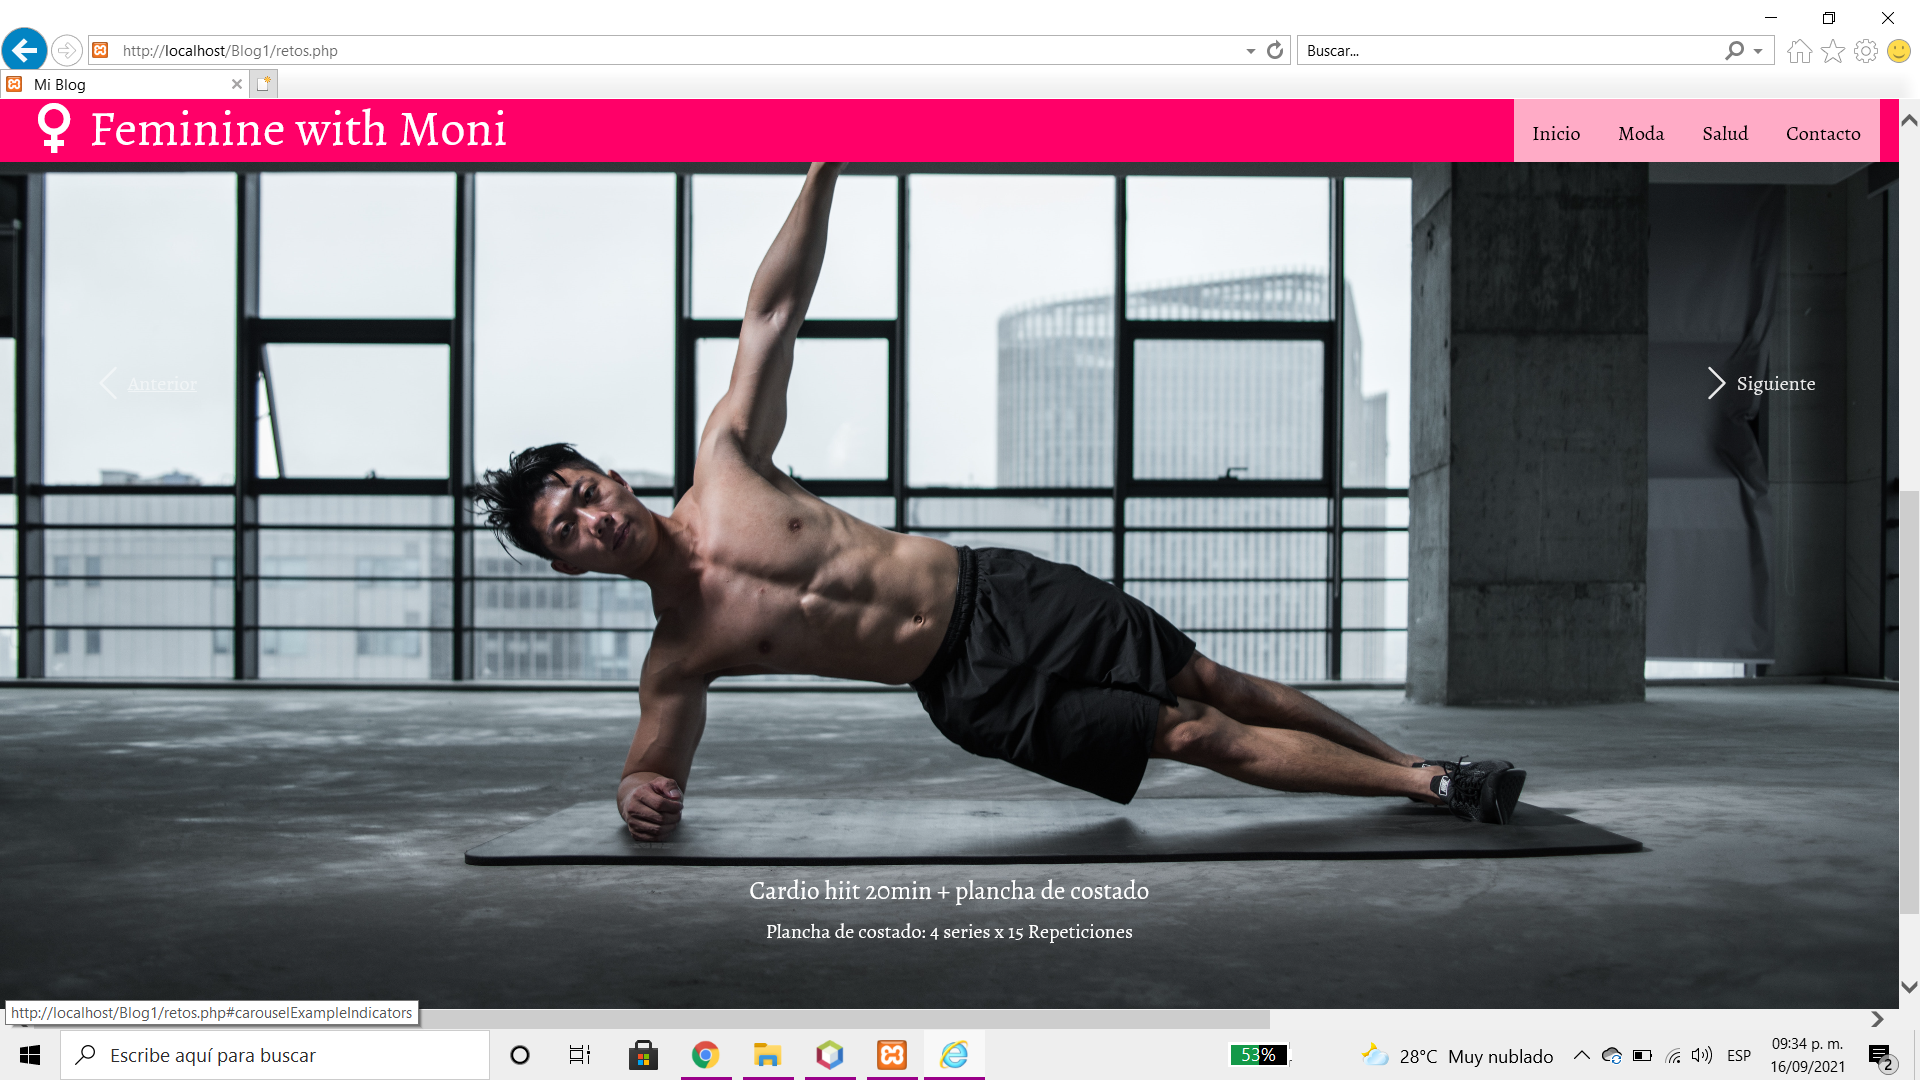 http://localhost/Blog1/retos.php
Buscar...
Mi Blog
Feminine with Moni
Inicio
Moda
Salud
Contacto
Anterior
Siguiente
Cardio hiit 20min + plancha de costado
Plancha de costado: 4 series x 15 Repeticiones
http://localhost/Blog1/retos.php#carouselExampleIndicators
Escribe aquí para buscar
53%
28°C Muy nublado
ESP
09:34 p. m.
16/09/2021
2